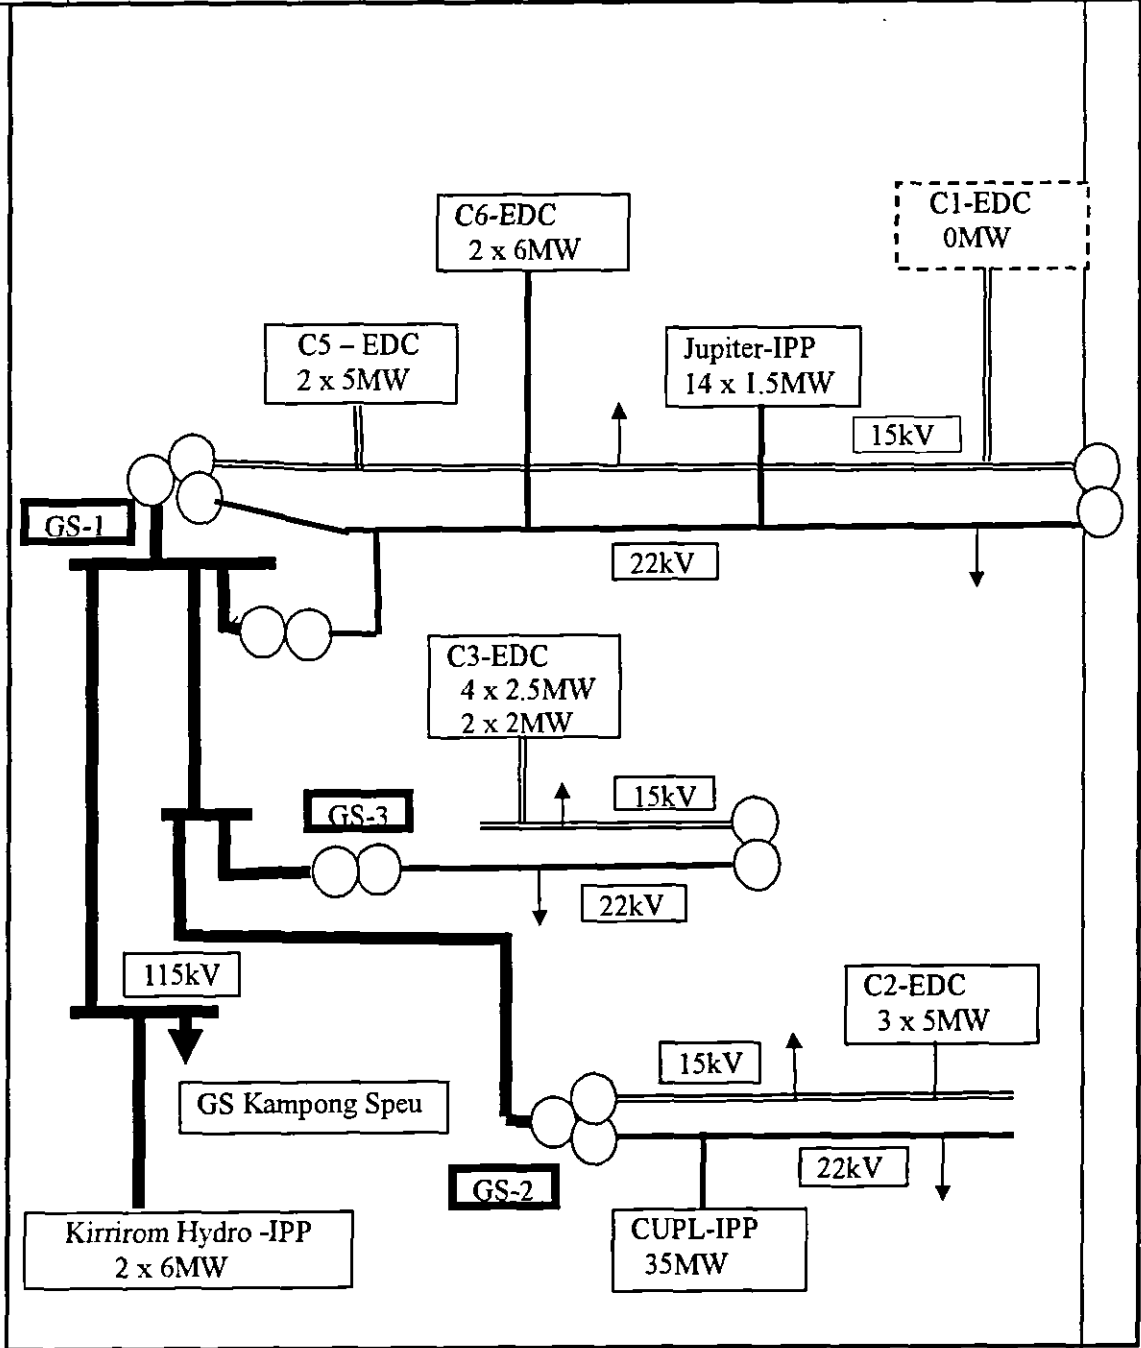 C6-EDC
2 x 6MW
C1-EDC
0MW
C5 – EDC
2 x 5MW
Jupiter-IPP
14 x 1.5MW
15kV
GS-1
22kV
C3-EDC
4 x 2.5MW
2 x 2MW
15kV
GS-3
22kV
115kV
C2-EDC
3 x 5MW
15kV
GS Kampong Speu
22kV
GS-2
Kirrirom Hydro -IPP
2 x 6MW
CUPL-IPP
35MW